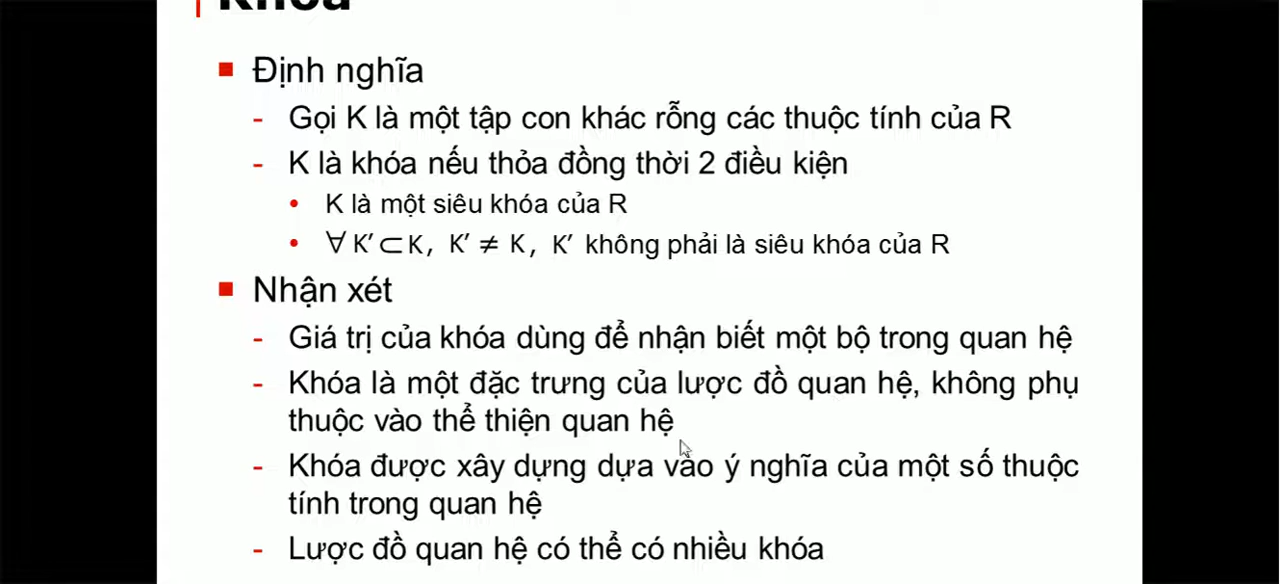 Khóa
Định nghĩa
- Gọi K là một tập con khác rỗng các thuộc tính của R
- K là khóa nếu thỏa đồng thời 2 điều kiện
• K là một siêu khóa của R
• ∀ K′ ⊂ K, K′ ≠ K, K′ không phải là siêu khóa của R
Nhận xét
- Giá trị của khóa dùng để nhận biết một bộ trong quan hệ
- Khóa là một đặc trưng của lược đồ quan hệ, không phụ
thuộc vào thể thiện quan hệ
- Khóa được xây dựng dựa vào ý nghĩa của một số thuộc
tính trong quan hệ
- Lược đồ quan hệ có thể có nhiều khóa